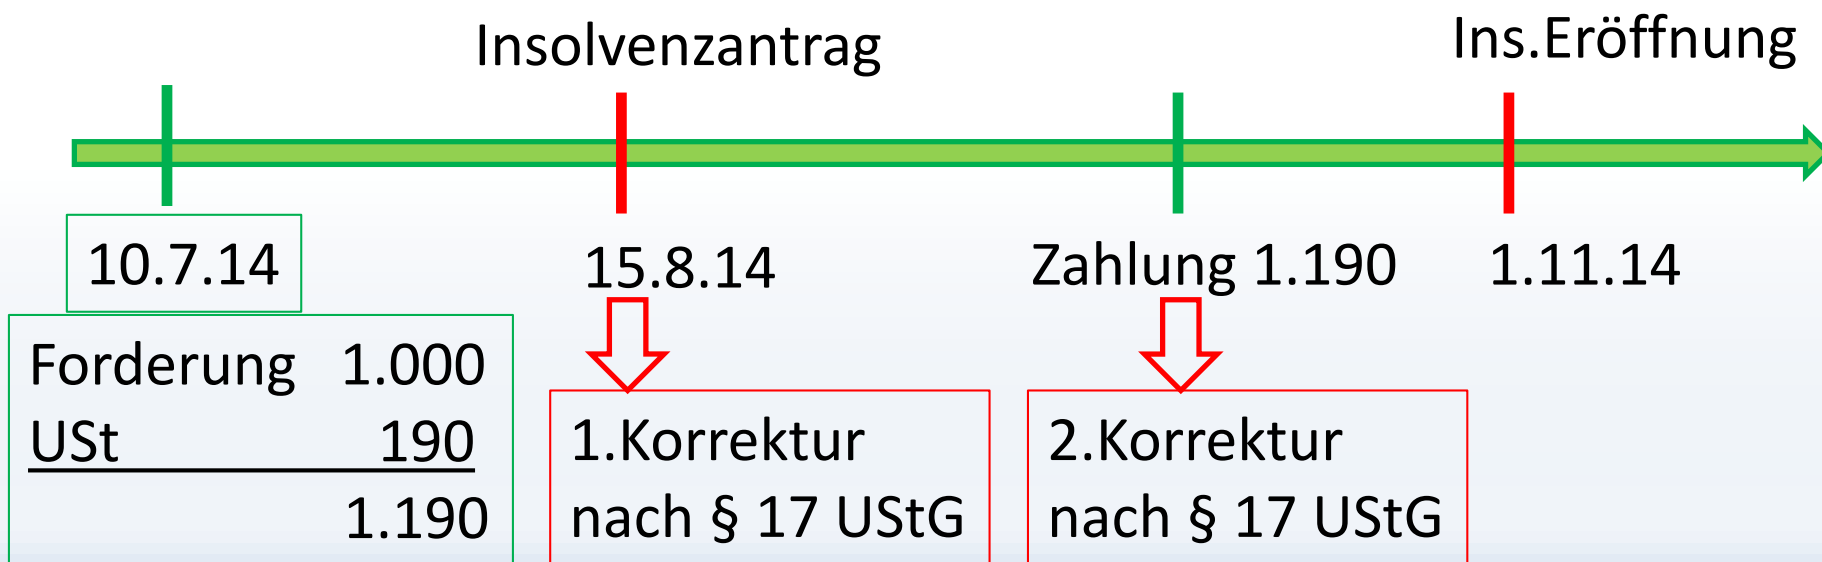 Insolvenzantrag
Ins.Eröffnung
10.7.14
15.8.14
Zahlung 1.190
1.11.14
Forderung 1.000
USt 190
1.190
1.Korrektur
nach § 17 UStG
2.Korrektur
nach § 17 UStG